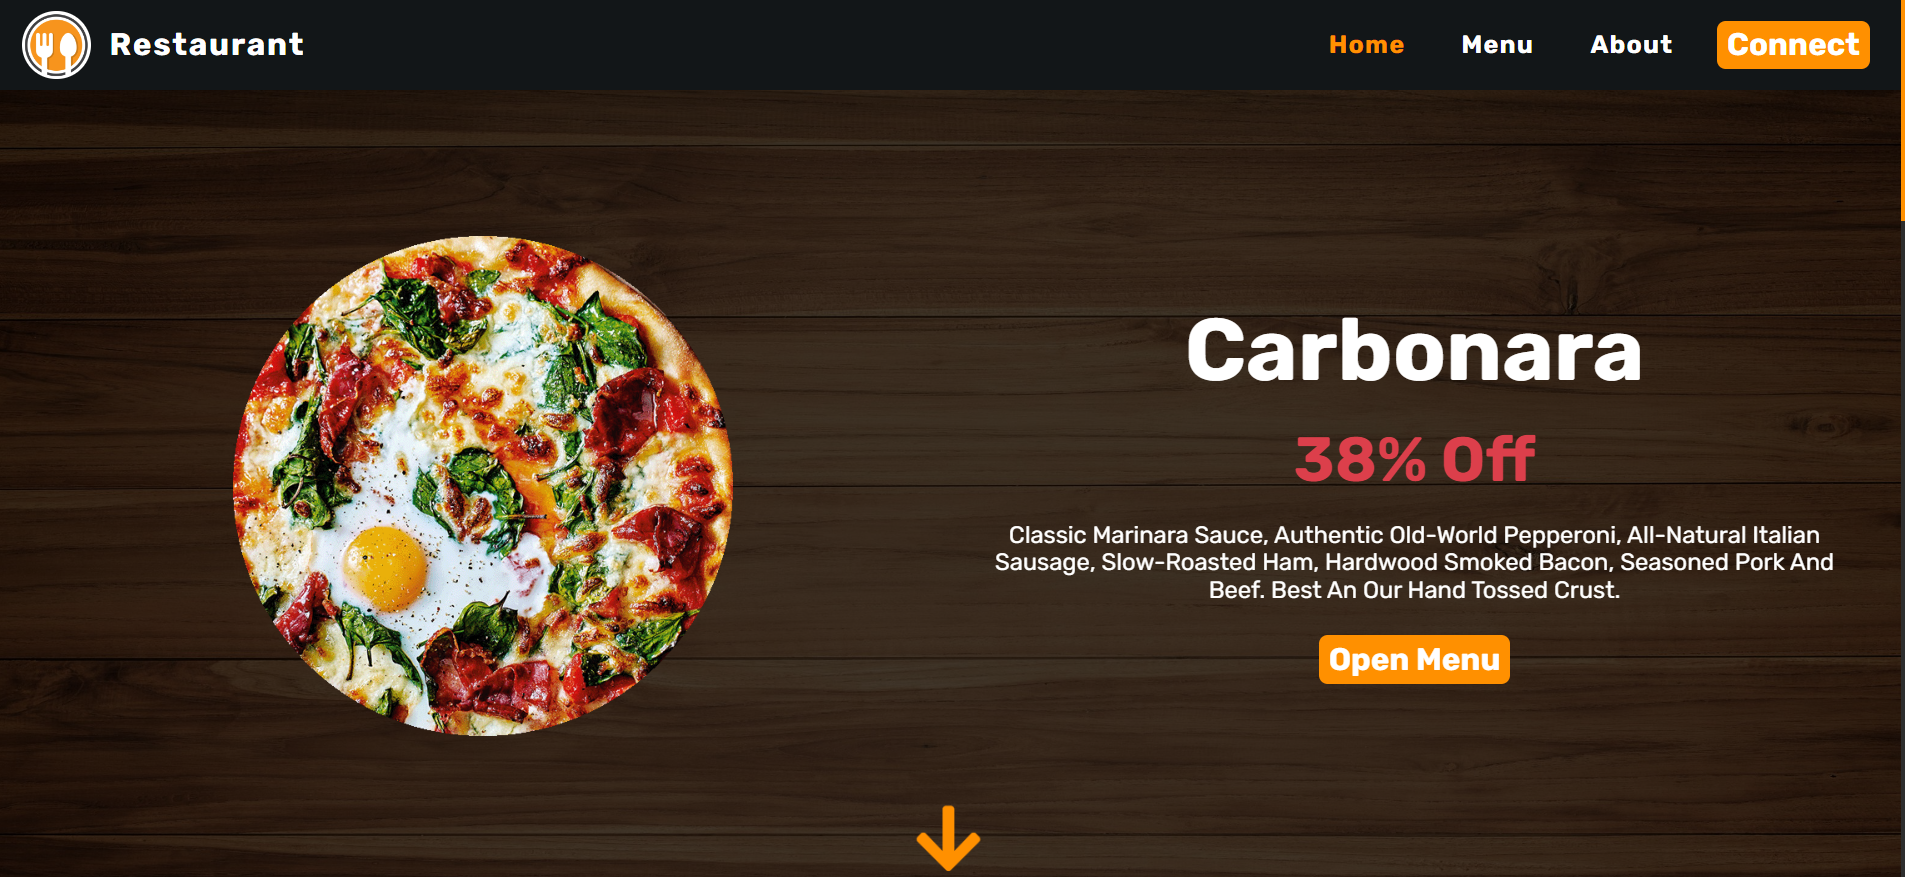 Restaurant
Home
Menu
About
Connect
Carbonara
38% Off
Classic Marinara Sauce, Authentic Old-World Pepperoni, All-Natural Italian
Sausage, Slow-Roasted Ham, Hardwood Smoked Bacon, Seasoned Pork And
Beef. Best An Our Hand Tossed Crust.
Open Menu